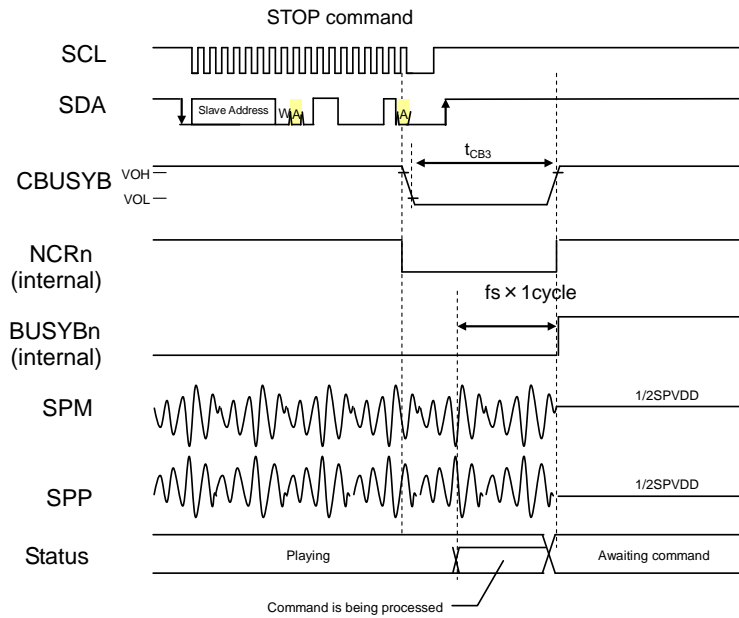 STOP command
SCL
SDA
Slave Address
W
A
A
tCB3
CBUSYB
VOH
VOL
NCRn
(internal)
fs × 1cycle
BUSYBn
(internal)
SPM
1/2SPVDD
SPP
1/2SPVDD
Status
Playing
Awaiting command
Command is being processed